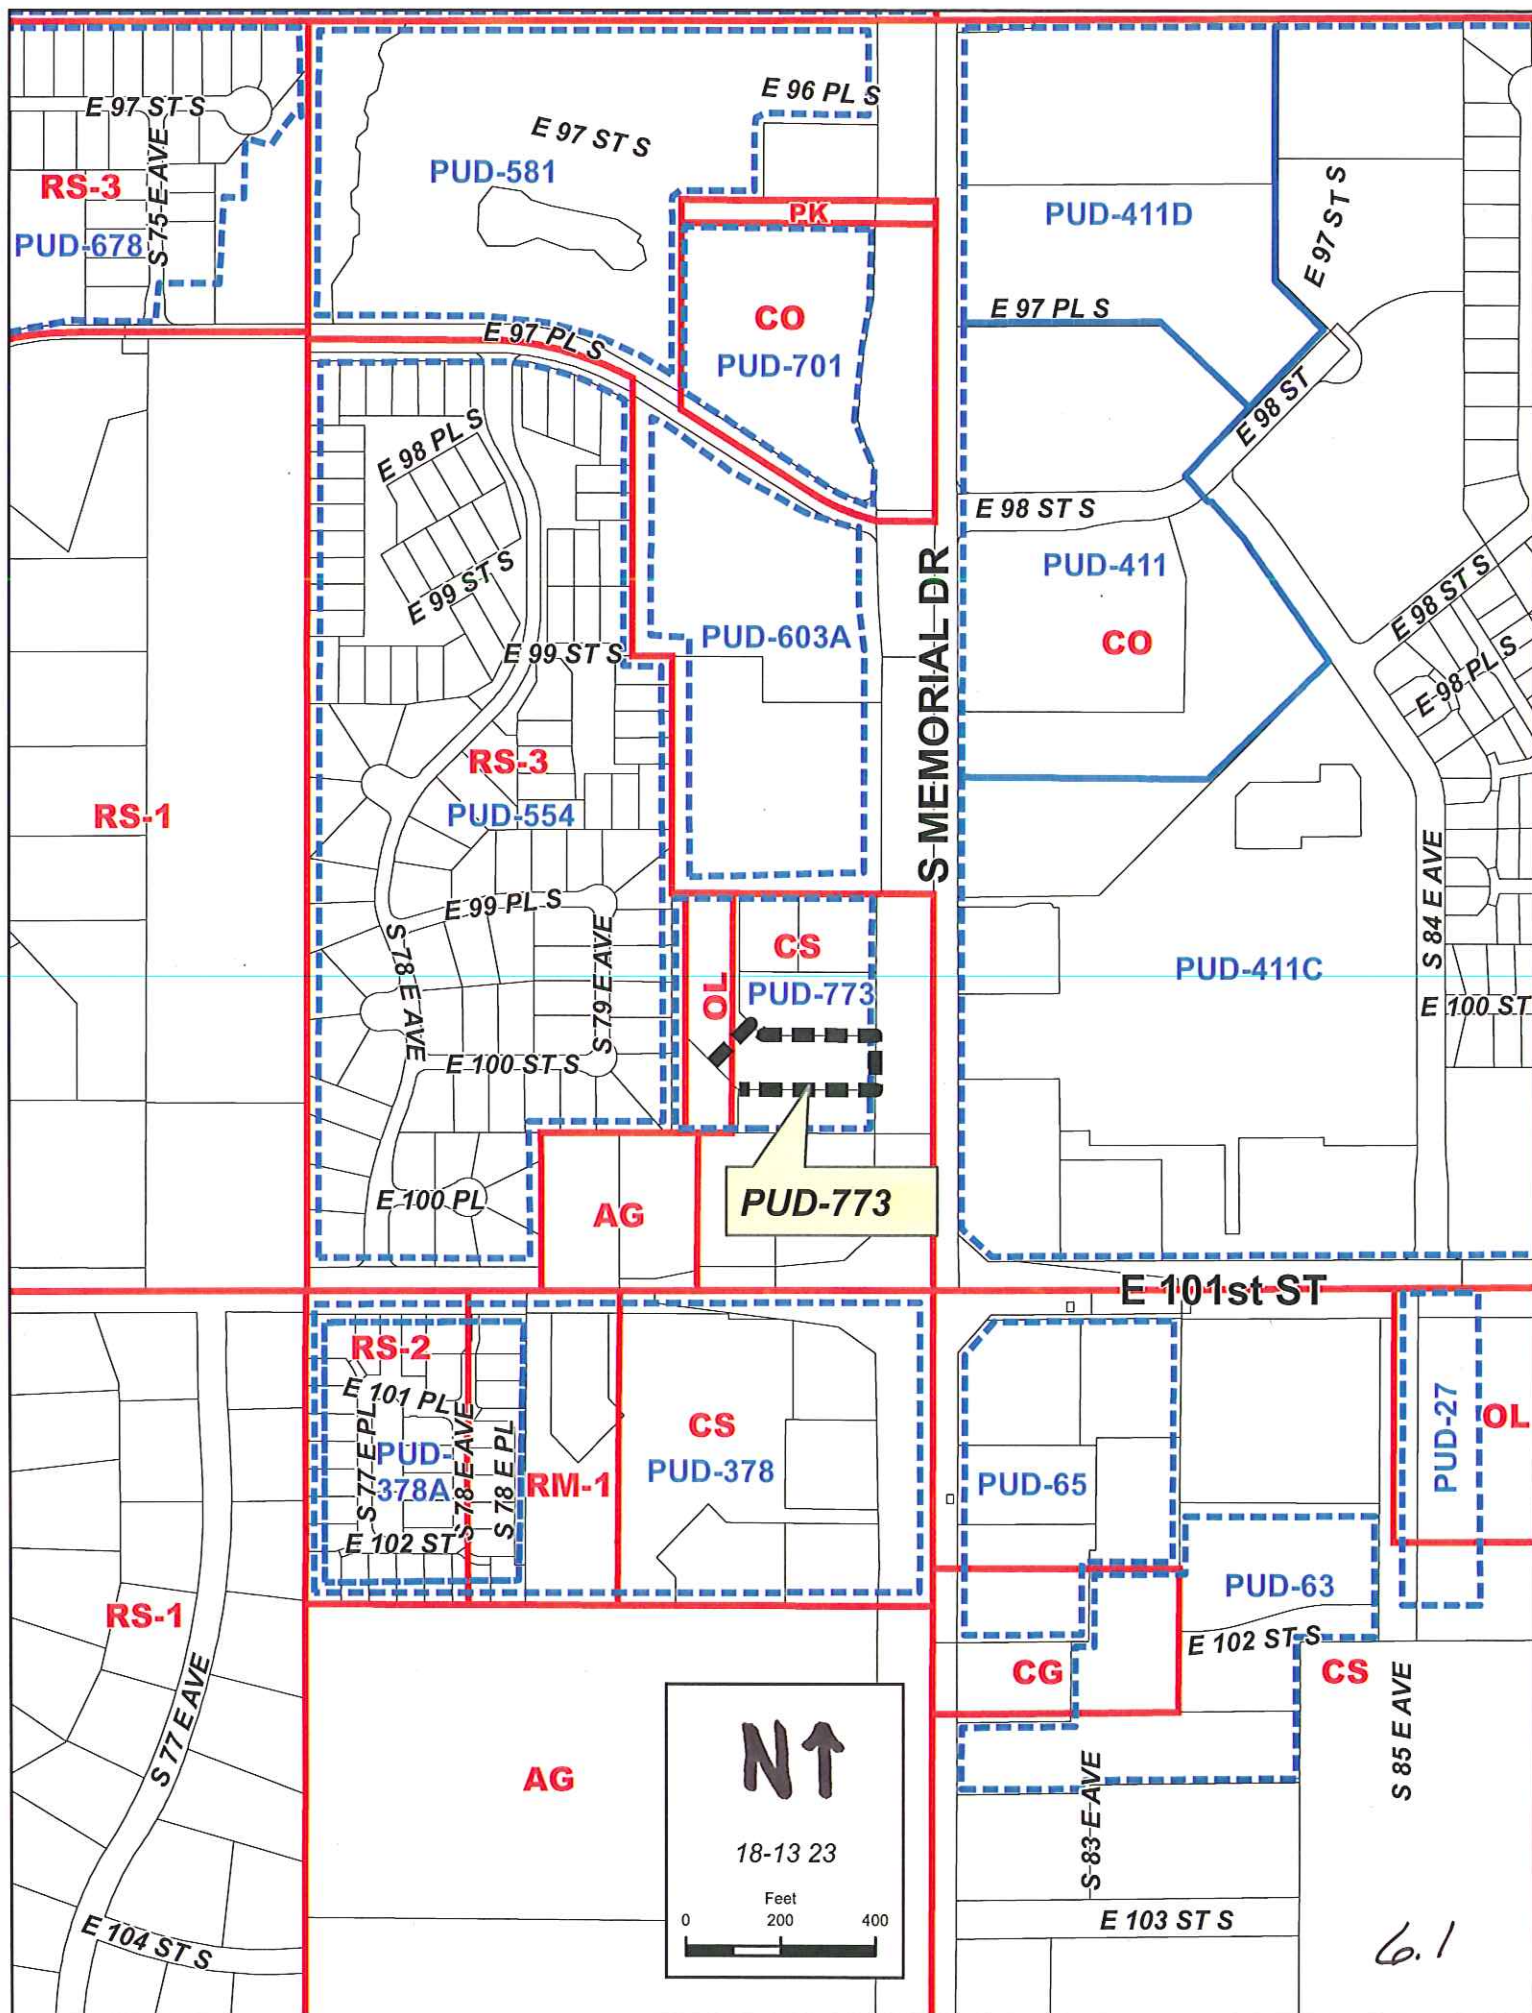 E 97 ST S
S 75 E AVE
RS-3
PUD-678
E 96 PL S
E 97 ST S
PUD-581
PK
CO
PUD-701
E 97 PL S
PUD-411D
E 97 ST S
E 97 PL S
E 98 ST
E 98 ST S
PUD-411
CO
E 98 ST S
E 98 PL S
E 98 PL S
E 99 ST S
E 99 ST S
PUD-603A
S MEMORIAL DR
RS-3
PUD-554
RS-1
E 99 PL S
S 78 E AVE
S 79 E AVE
E 100 ST S
OL
CS
PUD-773
PUD-411C
S 84 E AVE
E 100 ST
E 100 PL
AG
PUD-773
E 101st ST
RS-2
E 101 PL
S 77 E PL
PUD-
378A
S 78 E AVE
S 78 E PL
E 102 ST
RM-1
CS
PUD-378
PUD-65
PUD-27
OL
PUD-63
E 102 ST S
RS-1
S 77 E AVE
CG
CS
S 85 E AVE
AG
N↑
18-13 23
Feet
0 200 400
S 83 E AVE
E 103 ST S
E 104 ST S
6.1